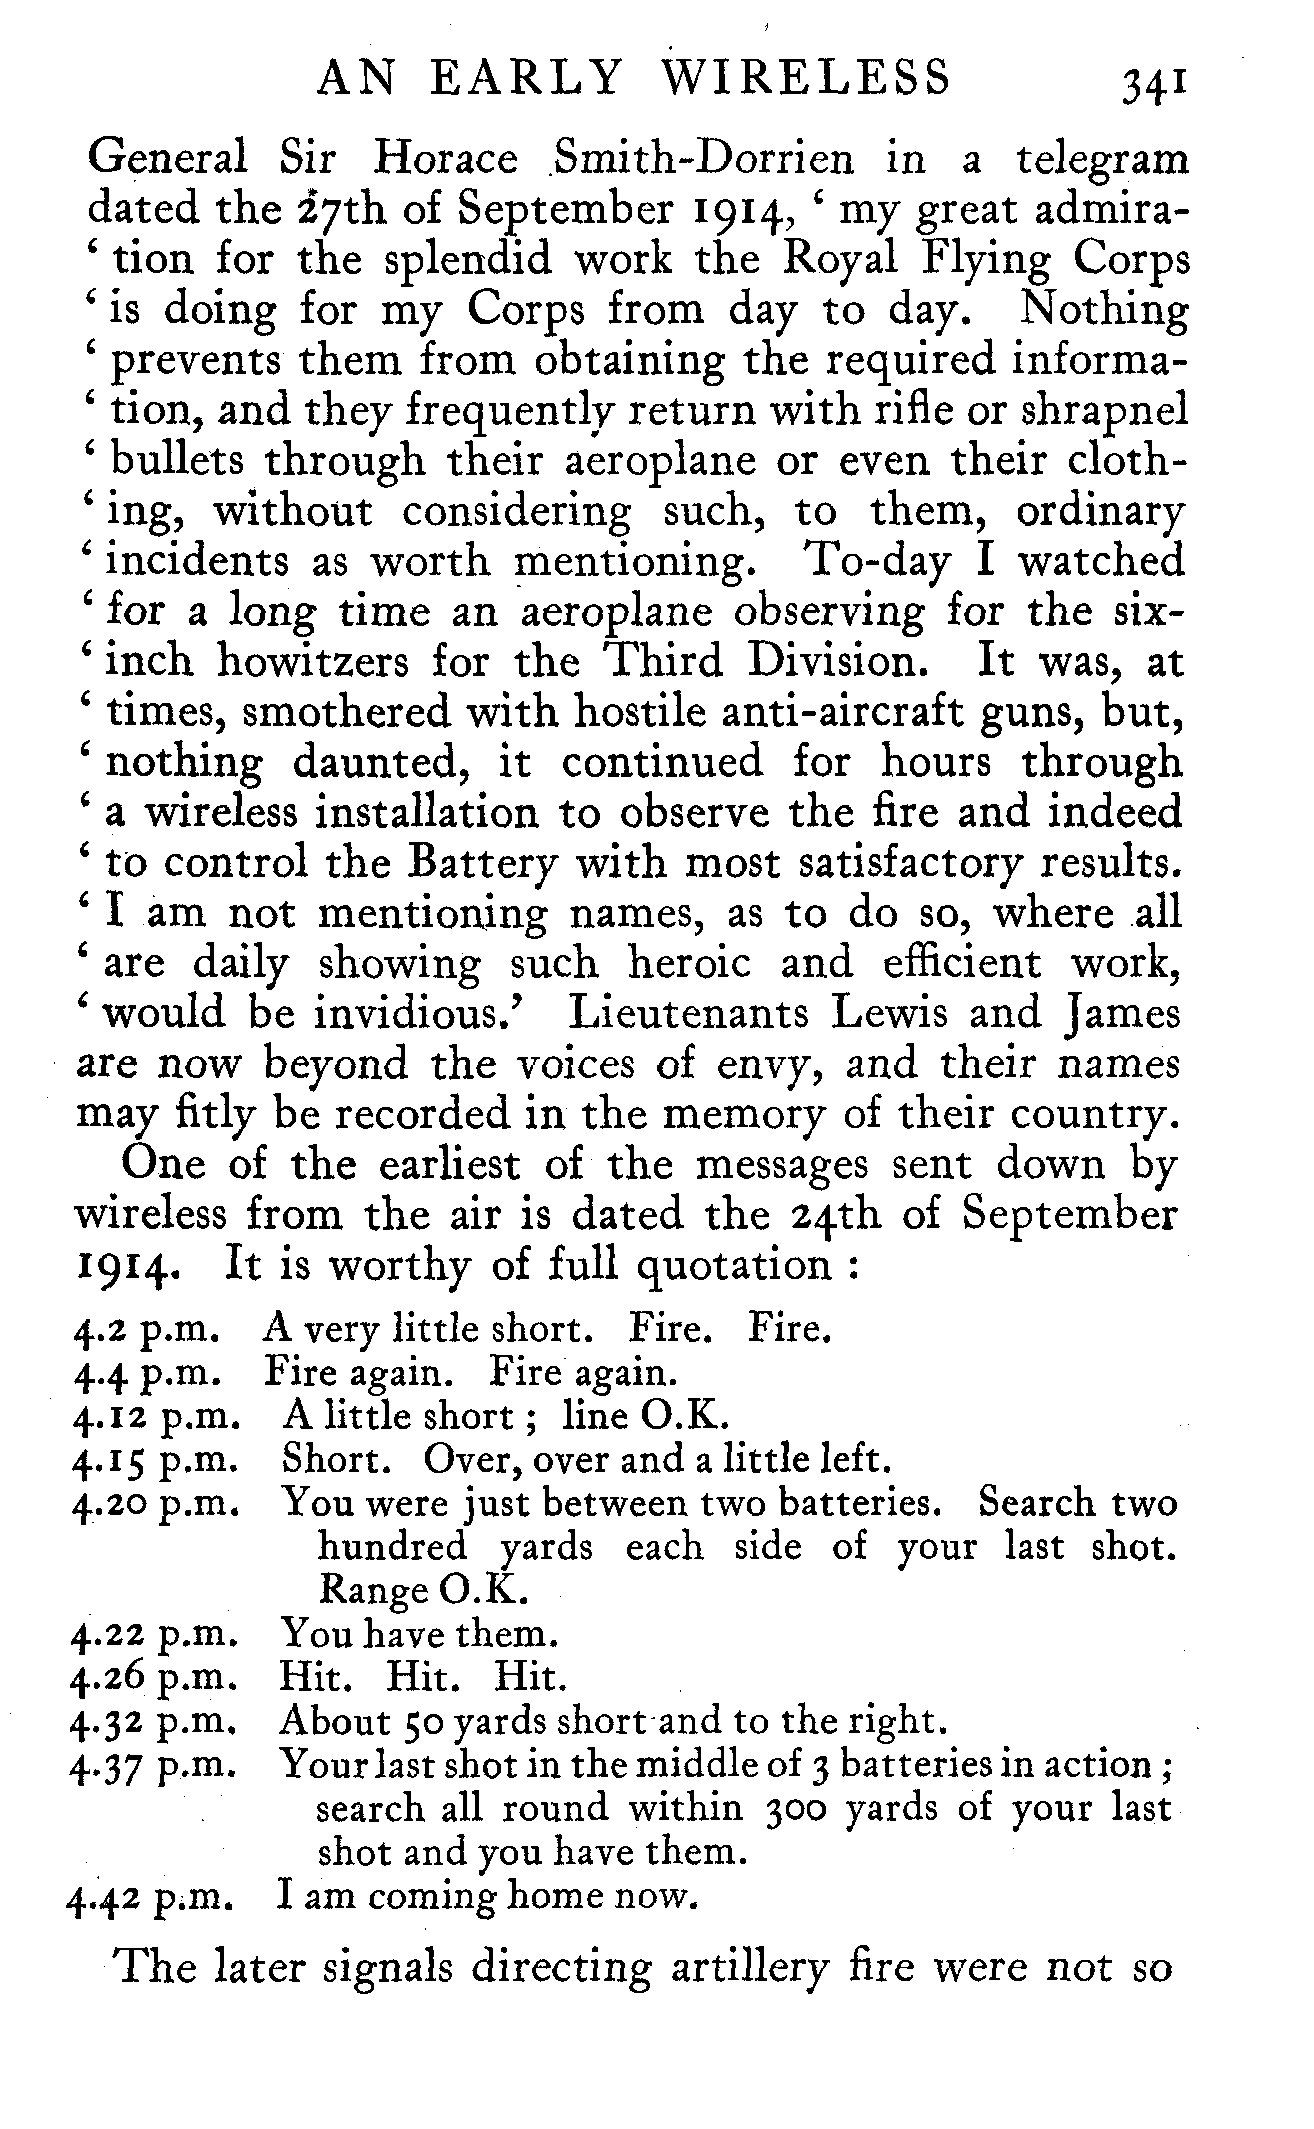 AN EARLY WIRELESS 341
General Sir Horace Smith-Dorrien in a telegram
dated the 27th of September 1914, ‘ my great admira-
‘ tion for the splendid work the Royal Flying Corps
‘ is doing for my Corps from day to day. Nothing
‘ prevents them from obtaining the required informa-
‘ tion, and they frequently return with rifle or shrapnel
‘ bullets through their aeroplane or even their cloth-
‘ ing, without considering such, to them, ordinary
‘ incidents as worth mentioning. To-day I watched
‘ for a long time an aeroplane observing for the six-
‘ inch howitzers for the Third Division. It was, at
‘ times, smothered with hostile anti-aircraft guns, but,
‘ nothing daunted, it continued for hours through
‘ a wireless installation to observe the fire and indeed
‘ to control the Battery with most satisfactory results.
‘ I am not mentioning names, as to do so, where all
‘ are daily showing such heroic and efficient work,
‘ would be invidious.’ Lieutenants Lewis and James
are now beyond the voices of envy, and their names
may fitly be recorded in the memory of their country.
One of the earliest of the messages sent down by
wireless from the air is dated the 24th of September
1914. It is worthy of full quotation :
4.2 p.m. A very little short. Fire. Fire.
4.4 p.m. Fire again. Fire again.
4.12 p.m. A little short ; line O.K.
4.15 p.m. Short. Over, over and a little left.
4.20 p.m. You were just between two batteries. Search two
hundred yards each side of your last shot.
Range O.K.
4.22 p.m. You have them.
4.26 p.m. Hit. Hit. Hit.
4.32 p.m. About 50 yards short and to the right.
4.37 p.m. Your last shot in the middle of 3 batteries in action ;
search all round within 300 yards of your last
shot and you have them.
4.42 p.m. I am coming home now.
The later signals directing artillery fire were not so